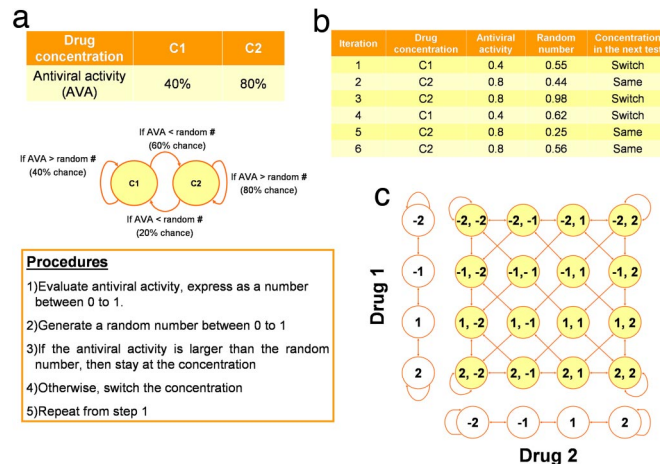 a
Drug concentration C1 C2
Antiviral activity (AVA) 40% 80%
If AVA < random #
(60% chance)
If AVA > random #
(40% chance)
C1
C2
If AVA > random #
(80% chance)
If AVA < random #
(20% chance)
Procedures
1)Evaluate antiviral activity, express as a number
between 0 to 1.
2)Generate a random number between 0 to 1
3)If the antiviral activity is larger than the random
number, then stay at the concentration
4)Otherwise, switch the concentration
5)Repeat from step 1
b
Iteration Drug concentration Antiviral activity Random number Concentration in the next test
1 C1 0.4 0.55 Switch
2 C2 0.8 0.44 Same
3 C2 0.8 0.98 Switch
4 C1 0.4 0.62 Switch
5 C2 0.8 0.25 Same
6 C2 0.8 0.56 Same
c
Drug 1
-2
-1
1
2
-2, -2 -2, -1 -2, 1 -2, 2
-1, -2 -1,- 1 -1, 1 -1, 2
1, -2 1, -1 1, 1 1, 2
2, -2 2, -1 2, 1 2, 2
-2 -1 1 2
Drug 2